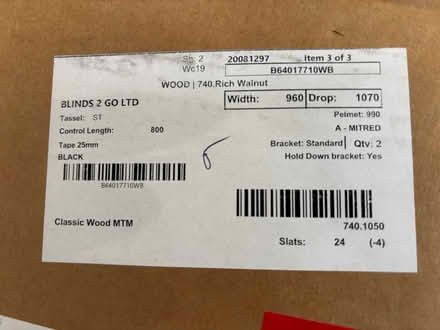 Sh. 2 20081297 Item 3 of 3
Wc19 B64017710WB
WOOD | 740.Rich Walnut
BLINDS 2 GO LTD
Width: 960 Drop: 1070
Tassel: ST
Pelmet: 990
Control Length: 800
A - MITRED
Tape 25mm
Bracket: Standard Qty: 2
BLACK
Hold Down bracket: Yes
B64017710WB
740.1050
Classic Wood MTM
Slats: 24 (-4)